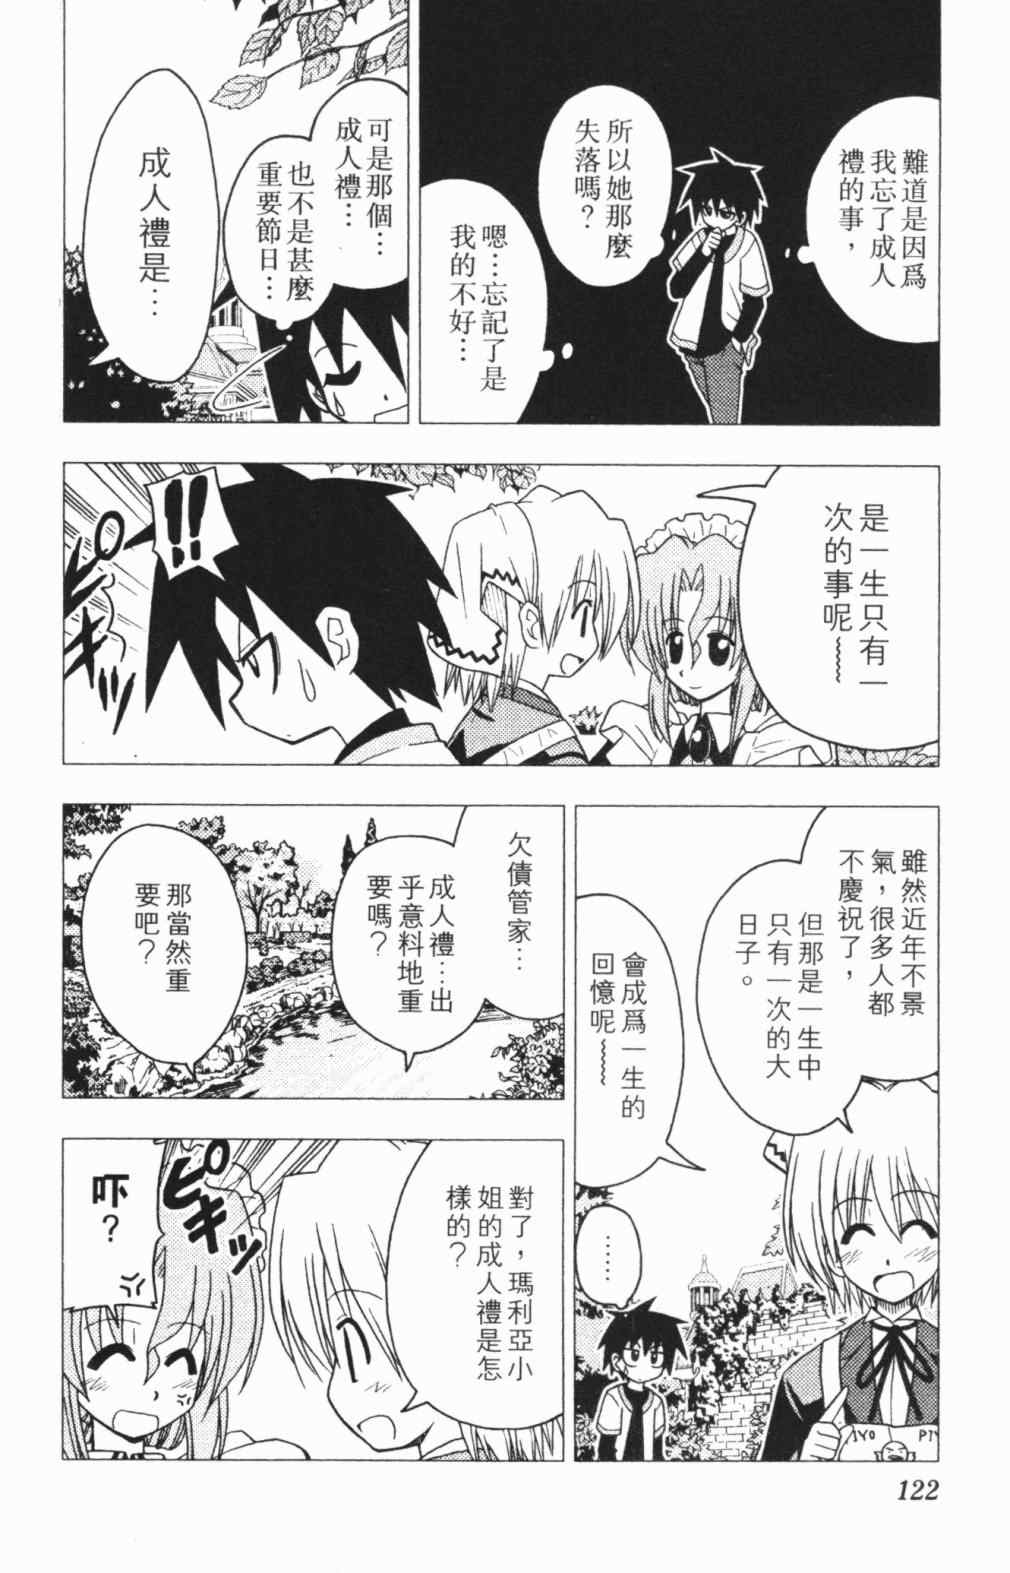 難道是因爲
我忘了成人
禮的事，
所以她那麼
失落嗎？
嗯…忘記了是
我的不好…
可是那個…
成人禮…
也不是甚麼
重要節日…
成人禮是…
是一生只有一
次的事呢~
!!
ピキ
雖然近年不景
氣，很多人都
不慶祝了，
但那是一生中
只有一次的大
日子。
會成爲一生的
回憶呢~
……
IYO PIY
欠債管家…
成人禮…出
乎意料地重
要嗎？
那當然重
要吧？
對了，瑪利亞小
姐的成人禮是怎
樣的？
ピキッ
吓？
122